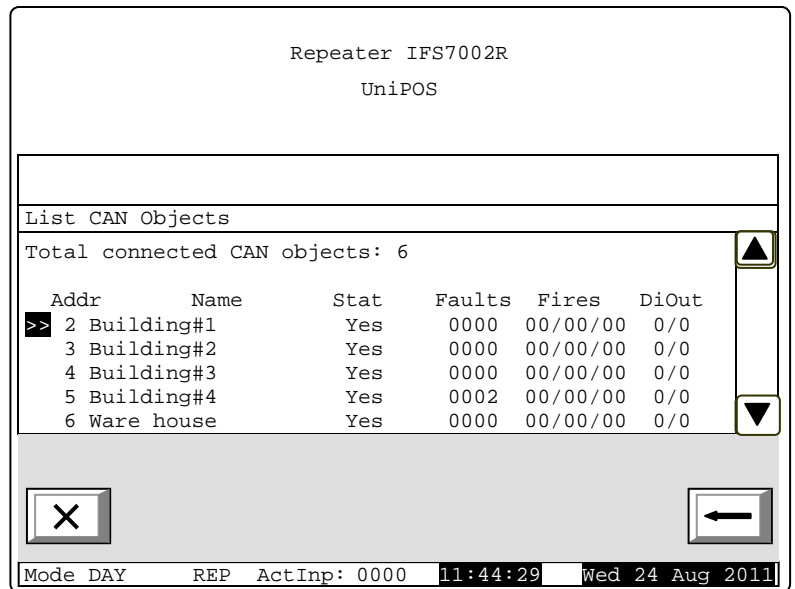 Repeater IFS7002R
UniPOS
List CAN Objects
Total connected CAN objects: 6
Addr Name Stat Faults Fires DiOut
>> 2 Building#1 Yes 0000 00/00/00 0/0
3 Building#2 Yes 0000 00/00/00 0/0
4 Building#3 Yes 0000 00/00/00 0/0
5 Building#4 Yes 0002 00/00/00 0/0
6 Ware house Yes 0000 00/00/00 0/0
Mode DAY REP ActInp: 0000 11:44:29 Wed 24 Aug 2011